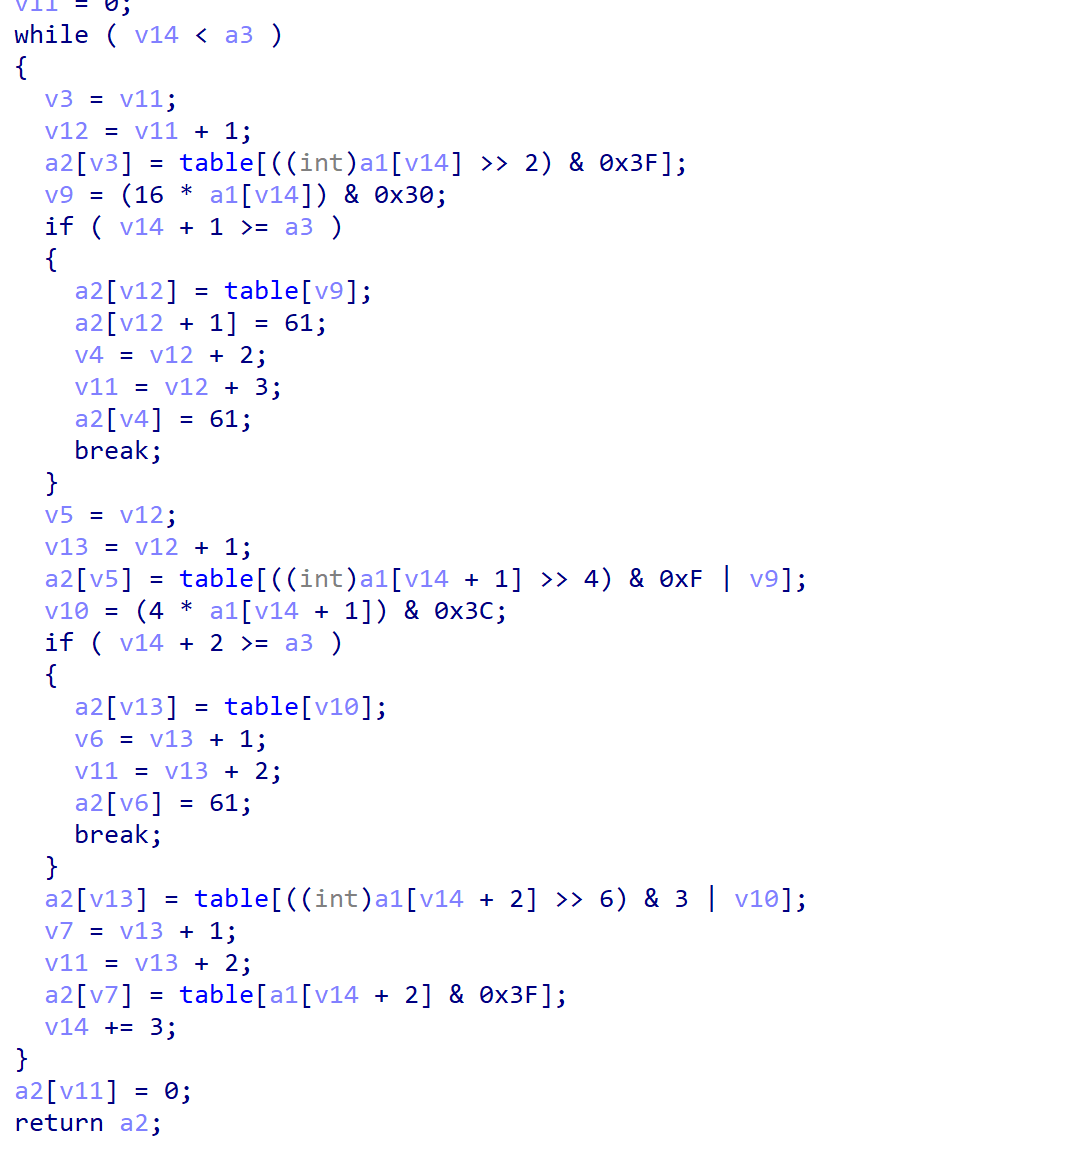 v11 = 0;
while ( v14 < a3 )
{
  v3 = v11;
  v12 = v11 + 1;
  a2[v3] = table[((int)a1[v14] >> 2) & 0x3F];
  v9 = (16 * a1[v14]) & 0x30;
  if ( v14 + 1 >= a3 )
  {
    a2[v12] = table[v9];
    a2[v12 + 1] = 61;
    v4 = v12 + 2;
    v11 = v12 + 3;
    a2[v4] = 61;
    break;
  }
  v5 = v12;
  v13 = v12 + 1;
  a2[v5] = table[((int)a1[v14 + 1] >> 4) & 0xF | v9];
  v10 = (4 * a1[v14 + 1]) & 0x3C;
  if ( v14 + 2 >= a3 )
  {
    a2[v13] = table[v10];
    v6 = v13 + 1;
    v11 = v13 + 2;
    a2[v6] = 61;
    break;
  }
  a2[v13] = table[((int)a1[v14 + 2] >> 6) & 3 | v10];
  v7 = v13 + 1;
  v11 = v13 + 2;
  a2[v7] = table[a1[v14 + 2] & 0x3F];
  v14 += 3;
}
a2[v11] = 0;
return a2;